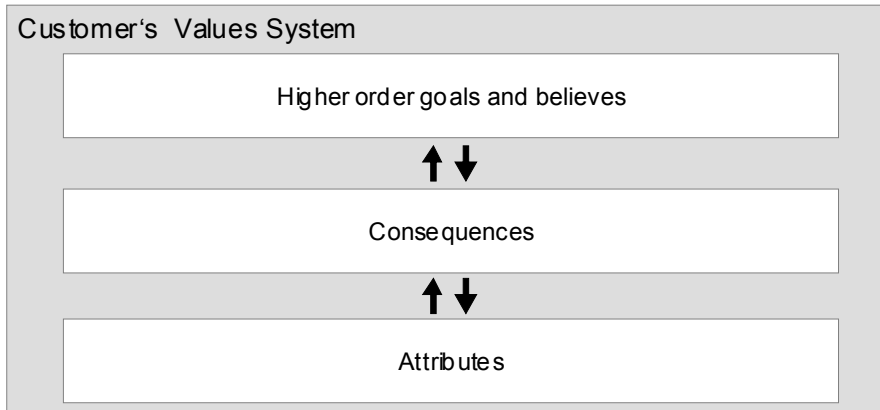 Customer‘s Values System
Higher order goals and believes
Consequences
Attributes